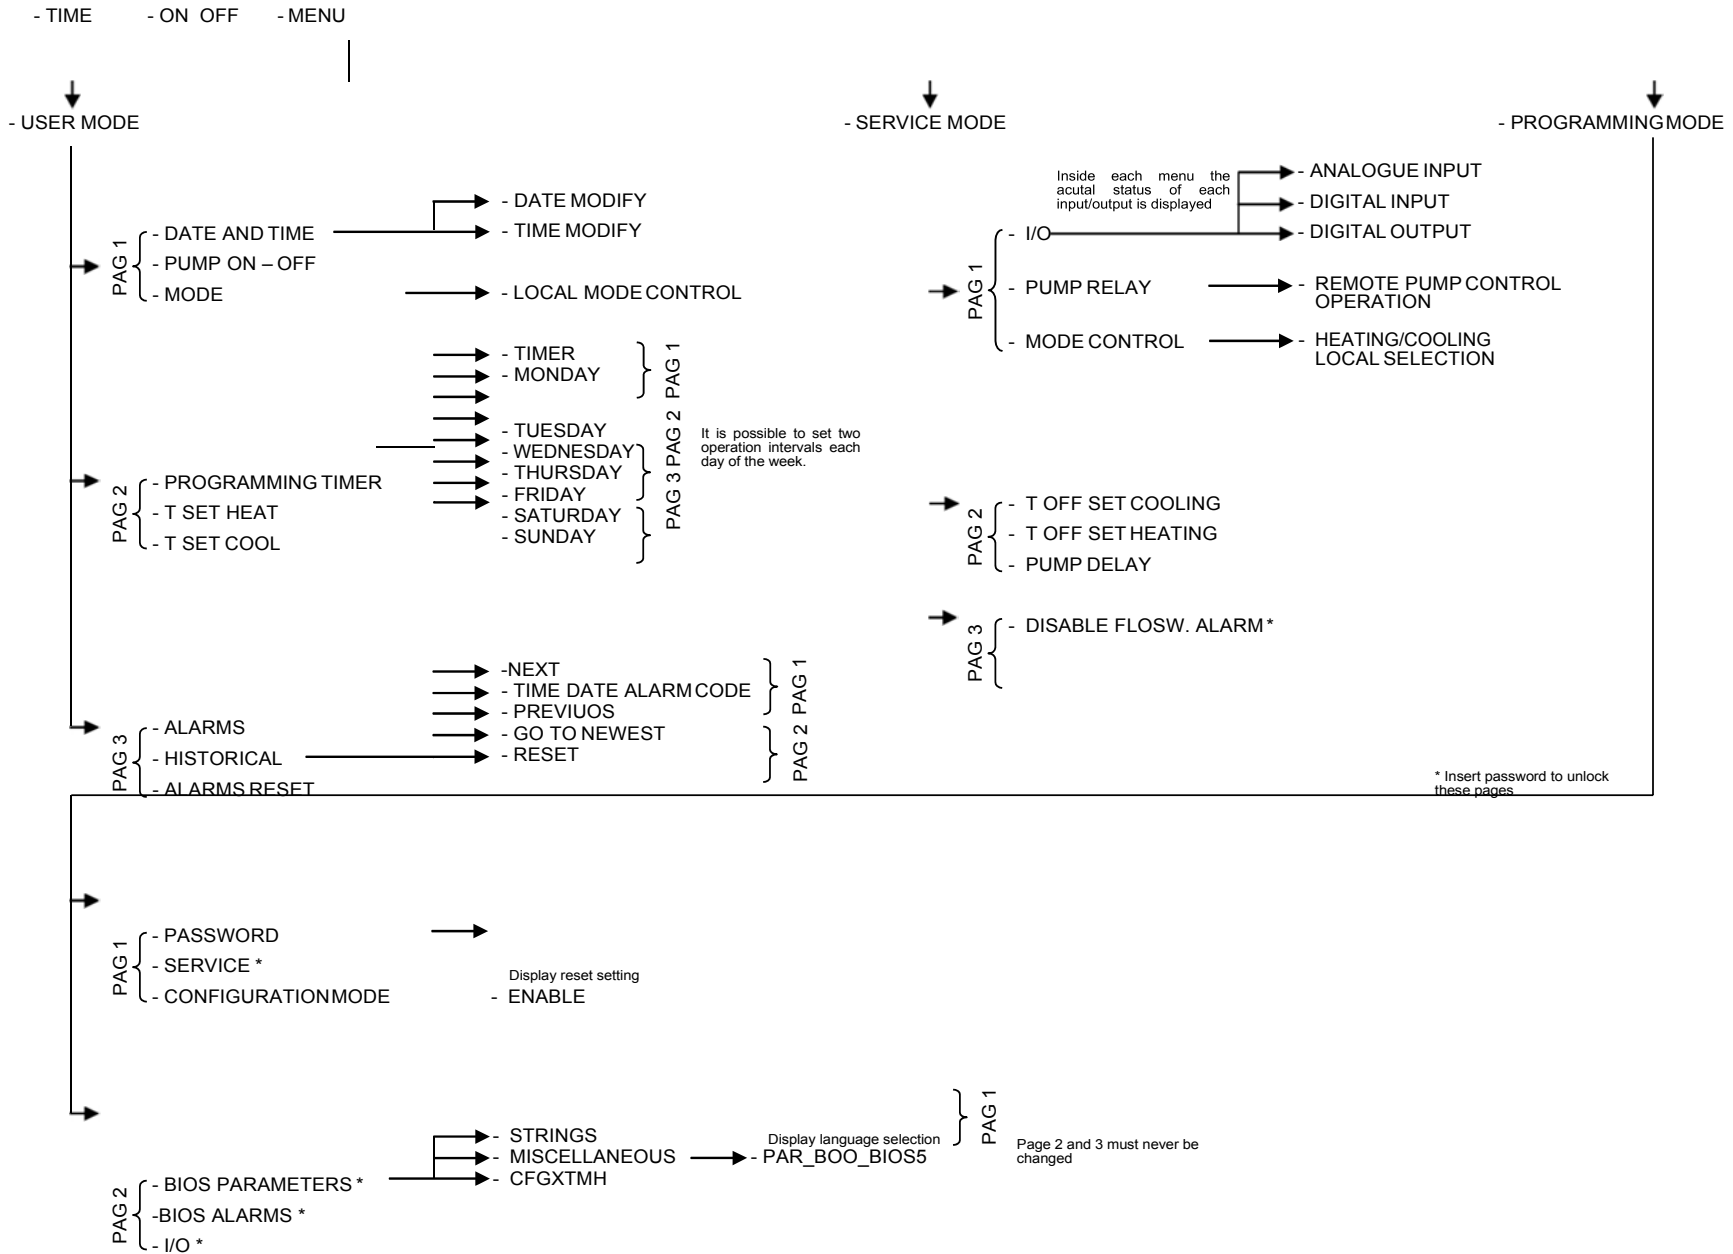 - TIME - ON OFF - MENU
- USER MODE
- SERVICE MODE
- PROGRAMMING MODE
PAG 1
- DATE AND TIME
- PUMP ON – OFF
- MODE
- DATE MODIFY
- TIME MODIFY
- LOCAL MODE CONTROL
PAG 2
- PROGRAMMING TIMER
- T SET HEAT
- T SET COOL
- TIMER
- MONDAY
- TUESDAY
- WEDNESDAY
- THURSDAY
- FRIDAY
- SATURDAY
- SUNDAY
PAG 1
PAG 2
PAG 3
It is possible to set two
operation intervals each
day of the week.
PAG 3
- ALARMS
- HISTORICAL
- ALARMS RESET
-NEXT
- TIME DATE ALARM CODE
- PREVIUOS
- GO TO NEWEST
- RESET
PAG 1
PAG 2
Inside each menu the
acutal status of each
input/output is displayed
PAG 1
- I/O
- PUMP RELAY
- MODE CONTROL
- ANALOGUE INPUT
- DIGITAL INPUT
- DIGITAL OUTPUT
- REMOTE PUMP CONTROL
OPERATION
- HEATING/COOLING
LOCAL SELECTION
PAG 2
- T OFF SET COOLING
- T OFF SET HEATING
- PUMP DELAY
PAG 3
- DISABLE FLOSW. ALARM *
* Insert password to unlock
these pages
PAG 1
- PASSWORD
- SERVICE *
- CONFIGURATION MODE
Display reset setting
- ENABLE
PAG 2
- BIOS PARAMETERS *
-BIOS ALARMS *
- I/O *
- STRINGS
- MISCELLANEOUS
- CFGXTMH
Display language selection
- PAR_BOO_BIOS5
PAG 1
Page 2 and 3 must never be
changed